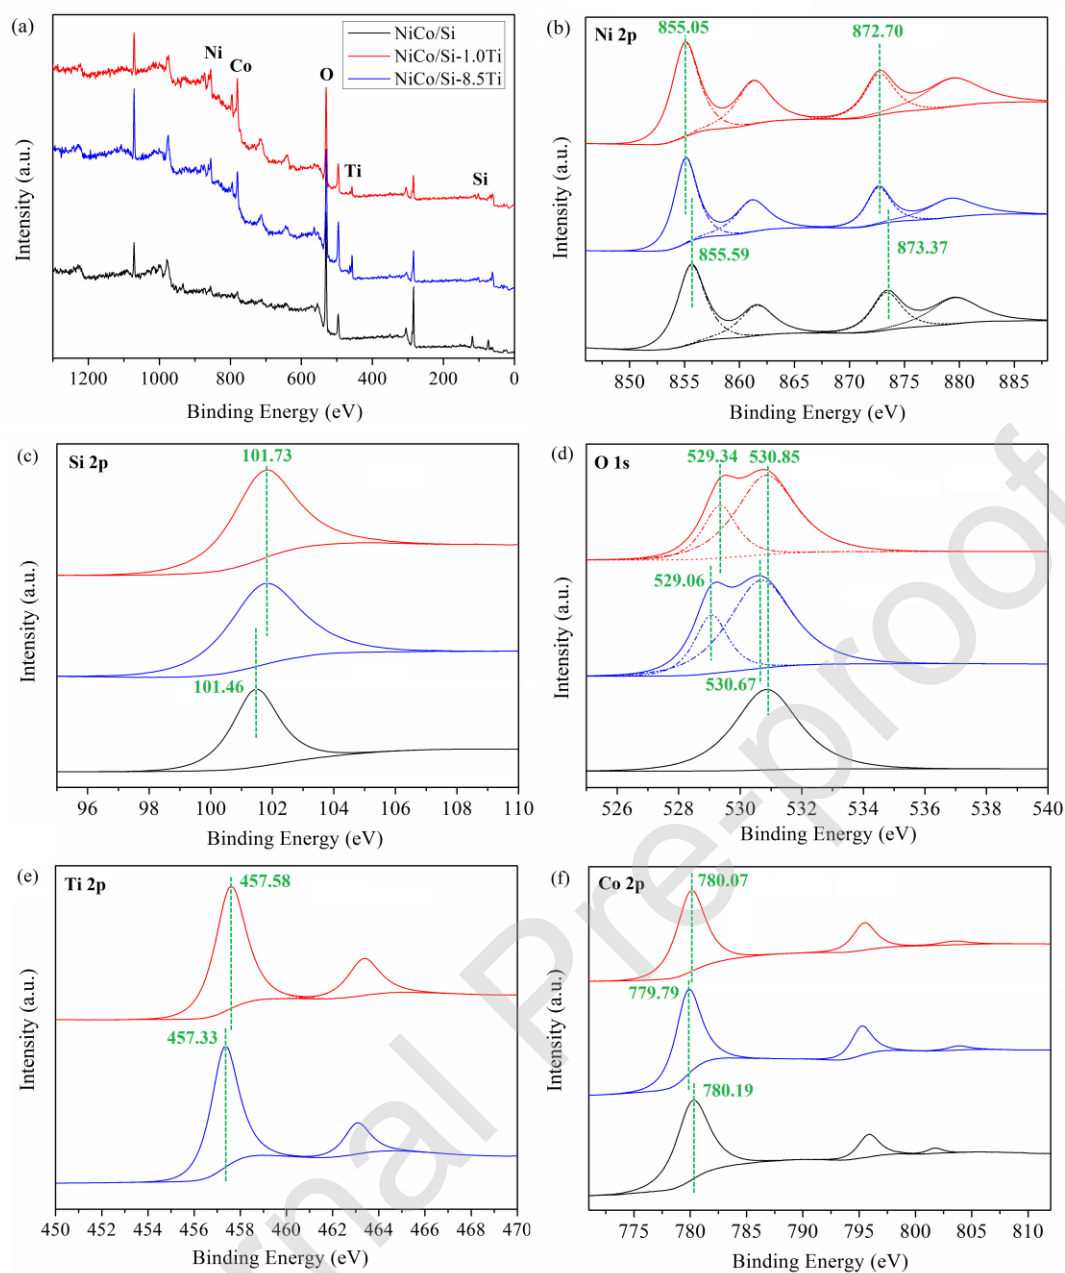 (a)
NiCo/Si
NiCo/Si-1.0Ti
NiCo/Si-8.5Ti
Ni
Co
O
Ti
Si
Intensity (a.u.)
1200 1000 800 600 400 200 0
Binding Energy (eV)
(b)
Ni 2p
855.05
872.70
855.59
873.37
Intensity (a.u.)
850 855 860 865 870 875 880 885
Binding Energy (eV)
(c)
Si 2p
101.73
101.46
Intensity (a.u.)
96 98 100 102 104 106 108 110
Binding Energy (eV)
(d)
O 1s
529.34 530.85
529.06
530.67
Intensity (a.u.)
526 528 530 532 534 536 538 540
Binding Energy (eV)
(e)
Ti 2p
457.58
457.33
Intensity (a.u.)
450 452 454 456 458 460 462 464 466 468 470
Binding Energy (eV)
(f)
Co 2p
780.07
779.79
780.19
Intensity (a.u.)
775 780 785 790 795 800 805 810
Binding Energy (eV)
rnal Pre-proof